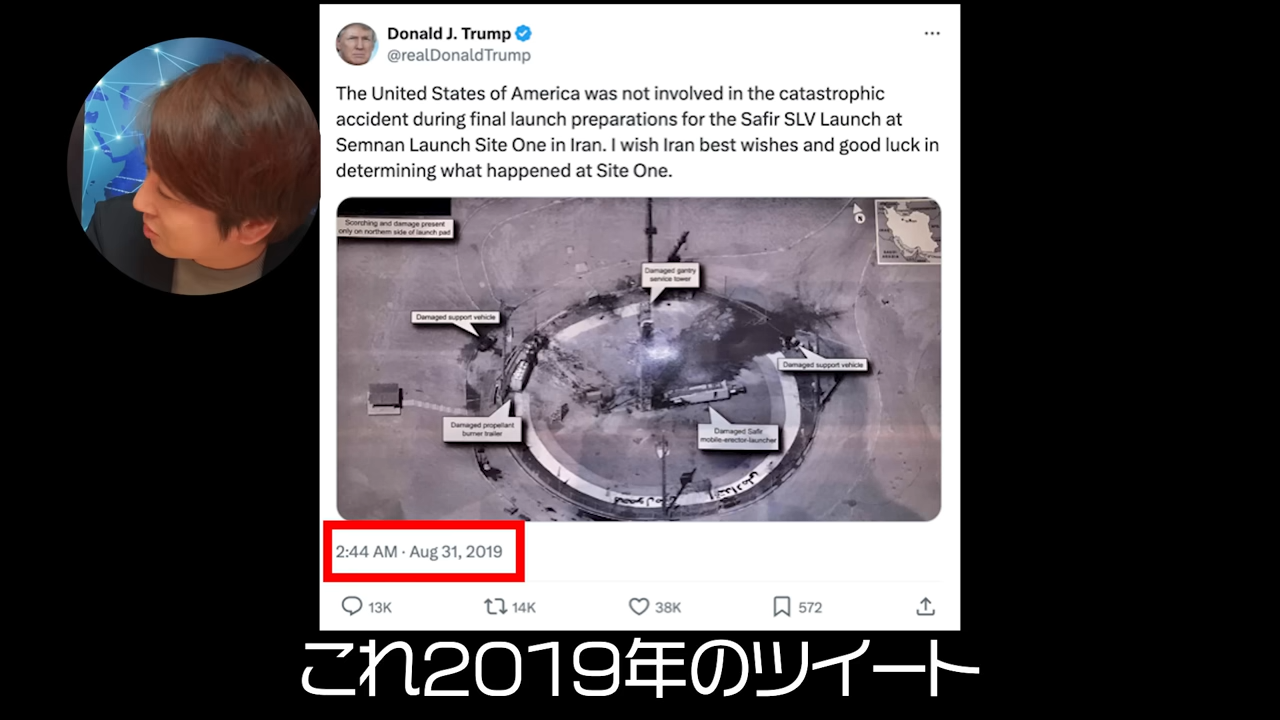 Donald J. Trump
@realDonaldTrump
The United States of America was not involved in the catastrophic
accident during final launch preparations for the Safir SLV Launch at
Semnan Launch Site One in Iran. I wish Iran best wishes and good luck in
determining what happened at Site One.
Scorching and damage present
only on northern side of launch pad
N
Damaged gantry
service tower
Damaged support vehicle
Damaged support vehicle
Damaged propellant
burner trailer
Damaged Safir
mobile-erector-launcher
2:44 AM · Aug 31, 2019
13K
14K
38K
572
これ2019年のツイート